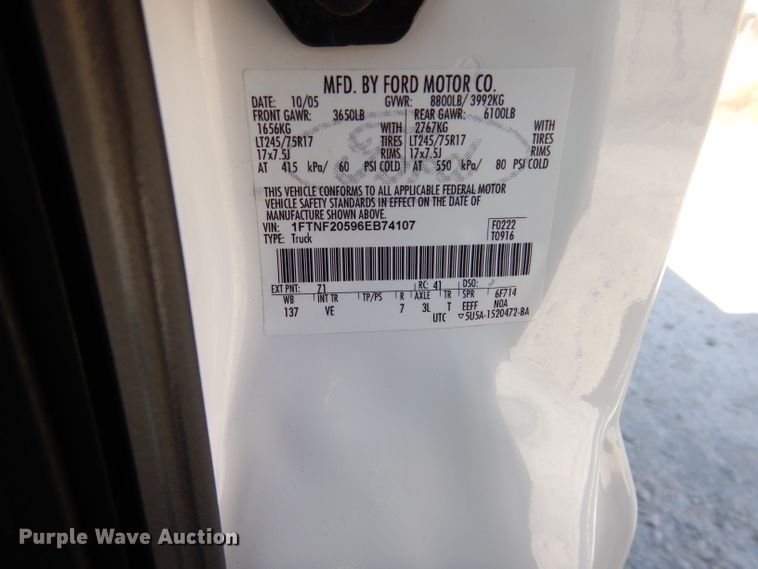 MFD. BY FORD MOTOR CO.
DATE: 10/05 GVWR: 8800LB/ 3992KG
FRONT GAWR: 3650LB REAR GAWR: 6100LB
1656KG WITH 2767KG WITH
LT245/75R17 TIRES LT245/75R17 TIRES
17x7.5J RIMS 17x7.5J RIMS
AT 415 kPa/ 60 PSI COLD AT 550 kPa/ 80 PSI COLD
THIS VEHICLE CONFORMS TO ALL APPLICABLE FEDERAL MOTOR
VEHICLE SAFETY STANDARDS IN EFFECT ON THE DATE OF
MANUFACTURE SHOWN ABOVE.
VIN: 1FTNF20596EB74107 F0222
TYPE: Truck T0916
EXT PNT: Z1 RC: 41 DSO:
WB INT TR TP/PS R AXLE TR SPR 6F714
137 VE 7 3L T EEFF NOA
UTC ▽5U5A-1520472-BA
Purple Wave Auction